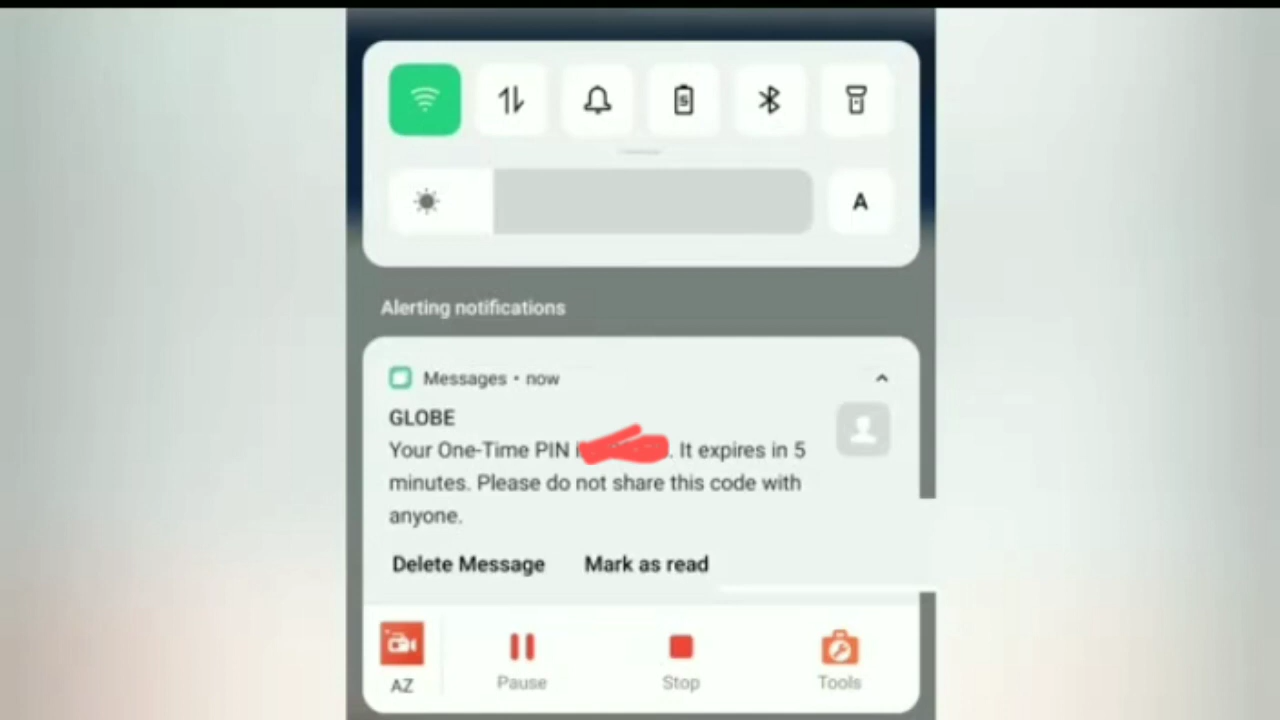 A
Alerting notifications
Messages • now
GLOBE
Your One-Time PIN . It expires in 5
minutes. Please do not share this code with
anyone.
Delete Message Mark as read
AZ Pause Stop Tools